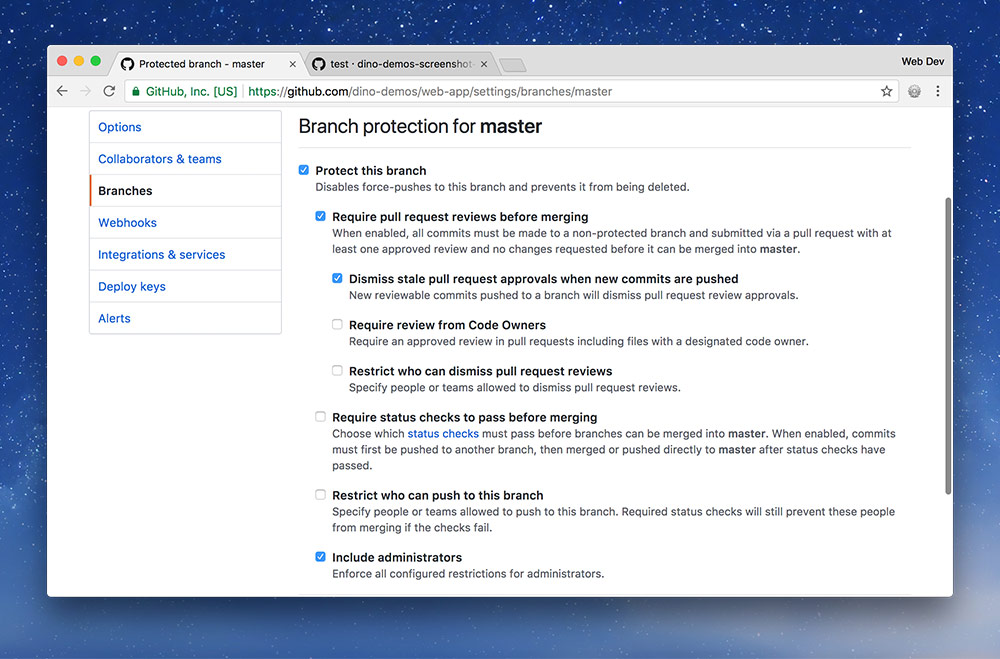 Protected branch - master
test · dino-demos-screenshot-
Web Dev
GitHub, Inc. [US]
https://github.com/dino-demos/web-app/settings/branches/master
Options
Collaborators & teams
Branches
Webhooks
Integrations & services
Deploy keys
Alerts
Branch protection for master
Protect this branch
Disables force-pushes to this branch and prevents it from being deleted.
Require pull request reviews before merging
When enabled, all commits must be made to a non-protected branch and submitted via a pull request with at
least one approved review and no changes requested before it can be merged into master.
Dismiss stale pull request approvals when new commits are pushed
New reviewable commits pushed to a branch will dismiss pull request review approvals.
Require review from Code Owners
Require an approved review in pull requests including files with a designated code owner.
Restrict who can dismiss pull request reviews
Specify people or teams allowed to dismiss pull request reviews.
Require status checks to pass before merging
Choose which status checks must pass before branches can be merged into master. When enabled, commits
must first be pushed to another branch, then merged or pushed directly to master after status checks have
passed.
Restrict who can push to this branch
Specify people or teams allowed to push to this branch. Required status checks will still prevent these people
from merging if the checks fail.
Include administrators
Enforce all configured restrictions for administrators.